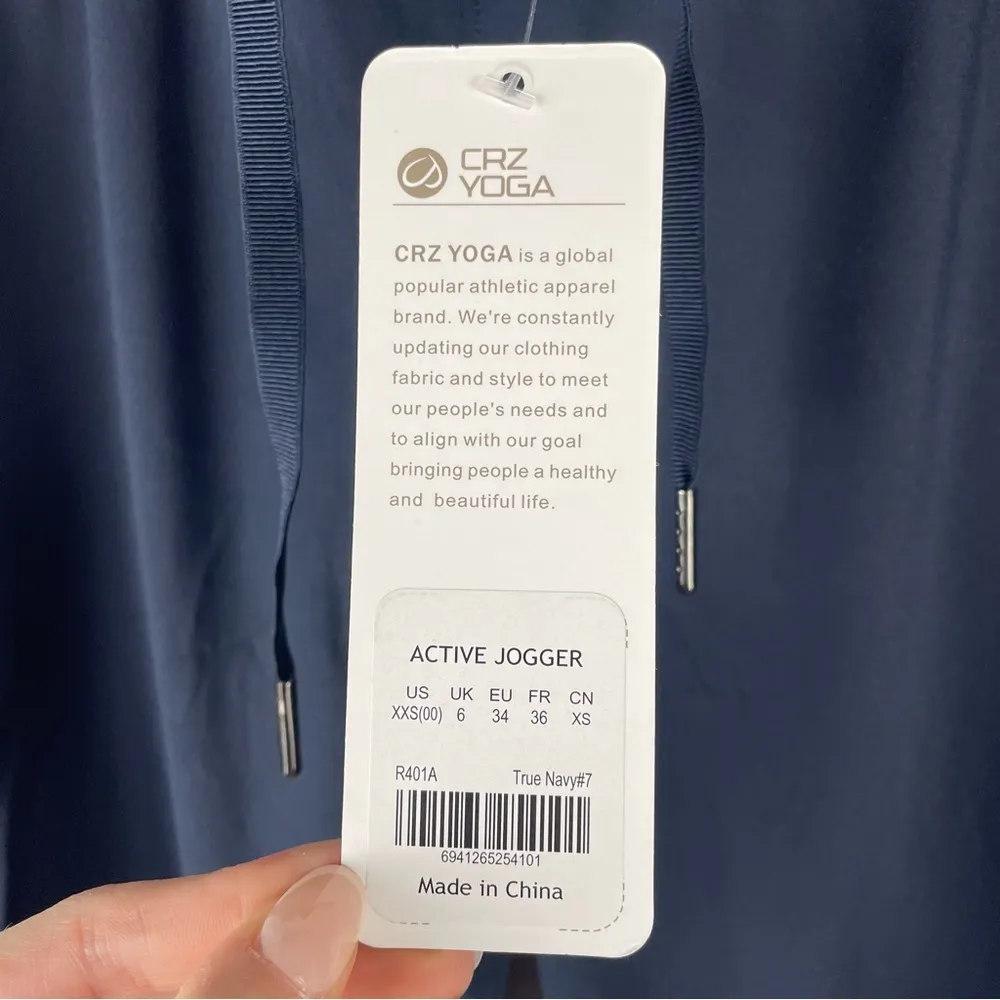 CRZ
YOGA
CRZ YOGA is a global
popular athletic apparel
brand. We're constantly
updating our clothing
fabric and style to meet
our people's needs and
to align with our goal
bringing people a healthy
and beautiful life.
ACTIVE JOGGER
US UK EU FR CN
XXS(00) 6 34 36 XS
R401A True Navy#7
6941265254101
Made in China